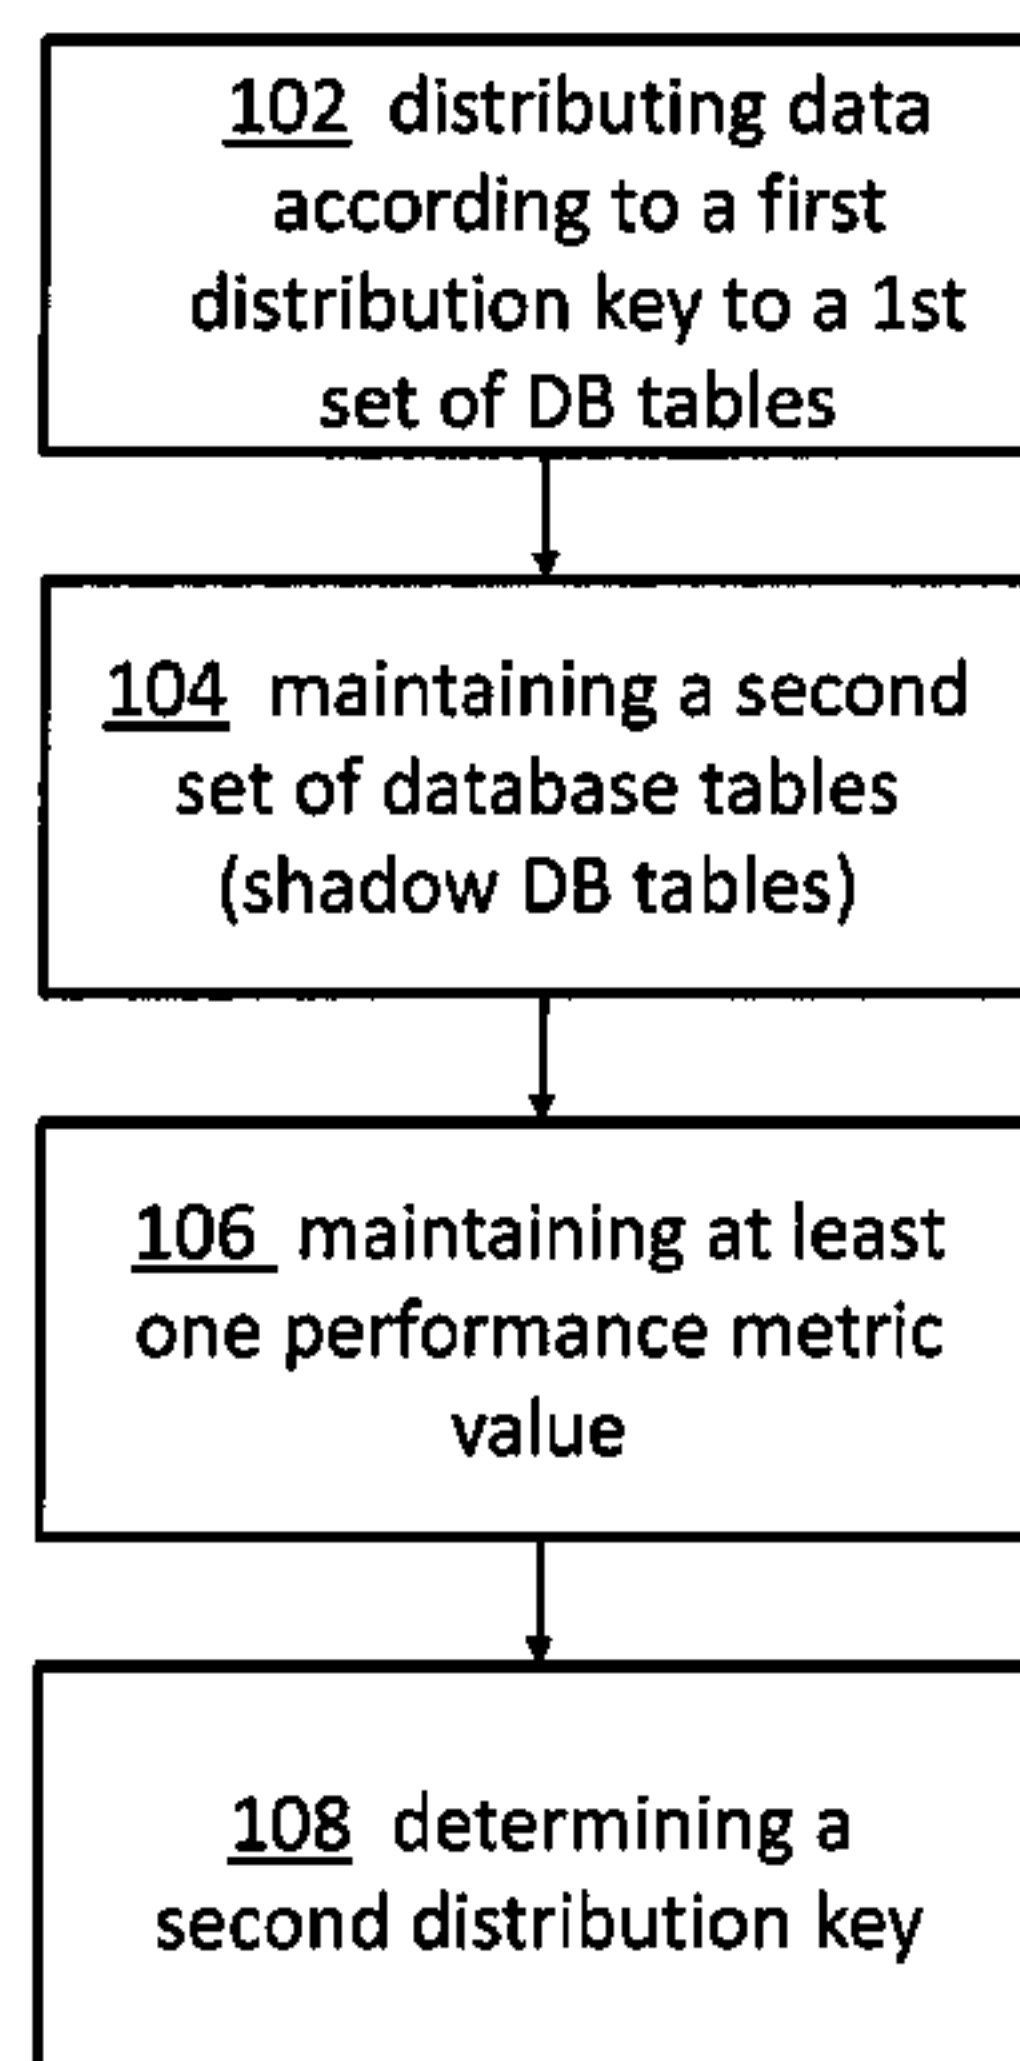 102 distributing data
according to a first
distribution key to a 1st
set of DB tables
104 maintaining a second
set of database tables
(shadow DB tables)
106 maintaining at least
one performance metric
value
108 determining a
second distribution key